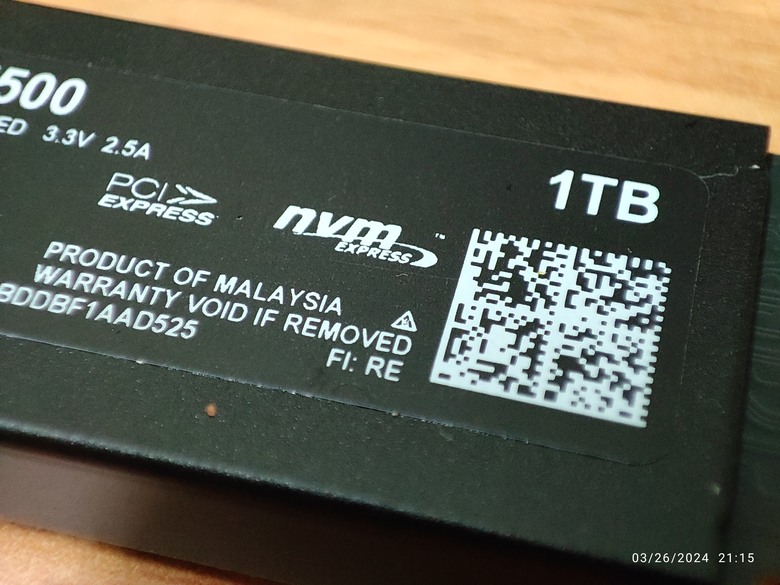 500
ED 3.3V 2.5A
1TB
PCI
EXPRESS
nvm
EXPRESS ™
PRODUCT OF MALAYSIA
WARRANTY VOID IF REMOVED
BDDBF1AAD525
FI: RE
03/26/2024 21:15